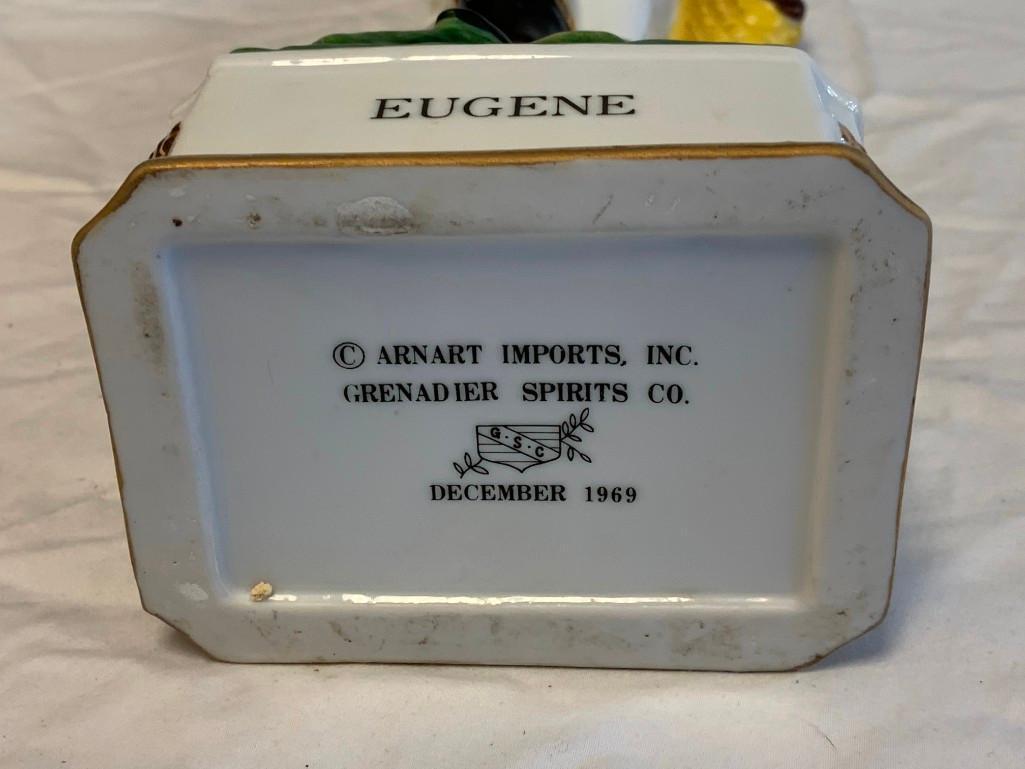 EUGENE
© ARNART IMPORTS, INC.
GRENADIER SPIRITS CO.
G·S·C
DECEMBER 1969